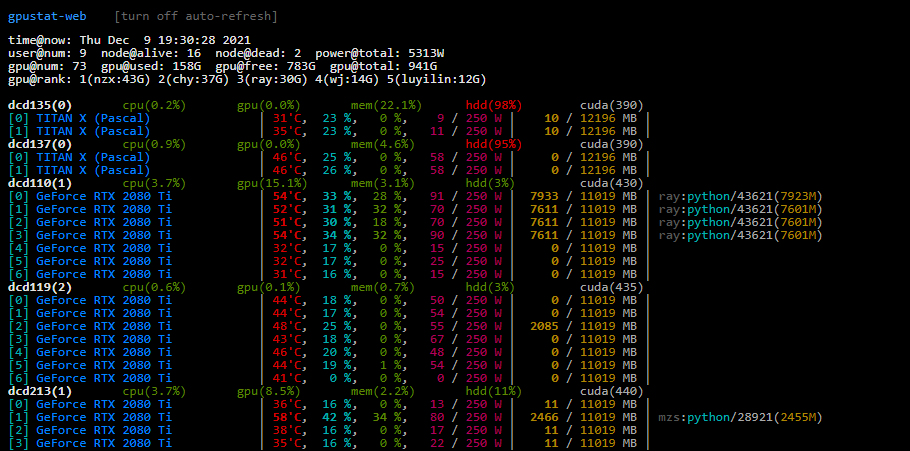 gpustat-web [turn off auto-refresh]
time@now: Thu Dec 9 19:30:28 2021
user@num: 9 node@alive: 16 node@dead: 2 power@total: 5313W
gpu@num: 73 gpu@used: 158G gpu@free: 783G gpu@total: 941G
gpu@rank: 1(nzx:43G) 2(chy:37G) 3(ray:30G) 4(wj:14G) 5(luyilin:12G)
dcd135(0) cpu(0.2%) gpu(0.0%) mem(22.1%) hdd(98%) cuda(390)
[0] TITAN X (Pascal) | 31'C, 23 %, 0 %, 9 / 250 W | 10 / 12196 MB |
[1] TITAN X (Pascal) | 35'C, 23 %, 0 %, 11 / 250 W | 10 / 12196 MB |
dcd137(0) cpu(0.9%) gpu(0.0%) mem(4.6%) hdd(95%) cuda(390)
[0] TITAN X (Pascal) | 46'C, 25 %, 0 %, 58 / 250 W | 0 / 12196 MB |
[1] TITAN X (Pascal) | 46'C, 26 %, 0 %, 58 / 250 W | 0 / 12196 MB |
dcd110(1) cpu(3.7%) gpu(15.1%) mem(3.1%) hdd(3%) cuda(430)
[0] GeForce RTX 2080 Ti | 54'C, 33 %, 28 %, 91 / 250 W | 7933 / 11019 MB | ray:python/43621(7923M)
[1] GeForce RTX 2080 Ti | 52'C, 31 %, 32 %, 70 / 250 W | 7611 / 11019 MB | ray:python/43621(7601M)
[2] GeForce RTX 2080 Ti | 51'C, 30 %, 18 %, 70 / 250 W | 7611 / 11019 MB | ray:python/43621(7601M)
[3] GeForce RTX 2080 Ti | 54'C, 34 %, 32 %, 90 / 250 W | 7611 / 11019 MB | ray:python/43621(7601M)
[4] GeForce RTX 2080 Ti | 32'C, 17 %, 0 %, 15 / 250 W | 0 / 11019 MB |
[5] GeForce RTX 2080 Ti | 32'C, 17 %, 0 %, 25 / 250 W | 0 / 11019 MB |
[6] GeForce RTX 2080 Ti | 31'C, 16 %, 0 %, 15 / 250 W | 0 / 11019 MB |
dcd119(2) cpu(0.6%) gpu(0.1%) mem(0.7%) hdd(3%) cuda(435)
[0] GeForce RTX 2080 Ti | 44'C, 18 %, 0 %, 50 / 250 W | 0 / 11019 MB |
[1] GeForce RTX 2080 Ti | 44'C, 17 %, 0 %, 54 / 250 W | 0 / 11019 MB |
[2] GeForce RTX 2080 Ti | 48'C, 25 %, 0 %, 55 / 250 W | 2085 / 11019 MB |
[3] GeForce RTX 2080 Ti | 43'C, 18 %, 0 %, 67 / 250 W | 0 / 11019 MB |
[4] GeForce RTX 2080 Ti | 46'C, 20 %, 0 %, 48 / 250 W | 0 / 11019 MB |
[5] GeForce RTX 2080 Ti | 44'C, 19 %, 1 %, 54 / 250 W | 0 / 11019 MB |
[6] GeForce RTX 2080 Ti | 41'C, 0 %, 0 %, 0 / 250 W | 0 / 11019 MB |
dcd213(1) cpu(3.7%) gpu(8.5%) mem(2.2%) hdd(11%) cuda(440)
[0] GeForce RTX 2080 Ti | 36'C, 16 %, 0 %, 13 / 250 W | 11 / 11019 MB |
[1] GeForce RTX 2080 Ti | 58'C, 42 %, 34 %, 80 / 250 W | 2466 / 11019 MB | mzs:python/28921(2455M)
[2] GeForce RTX 2080 Ti | 38'C, 16 %, 0 %, 17 / 250 W | 11 / 11019 MB |
[3] GeForce RTX 2080 Ti | 35'C, 16 %, 0 %, 22 / 250 W | 11 / 11019 MB |